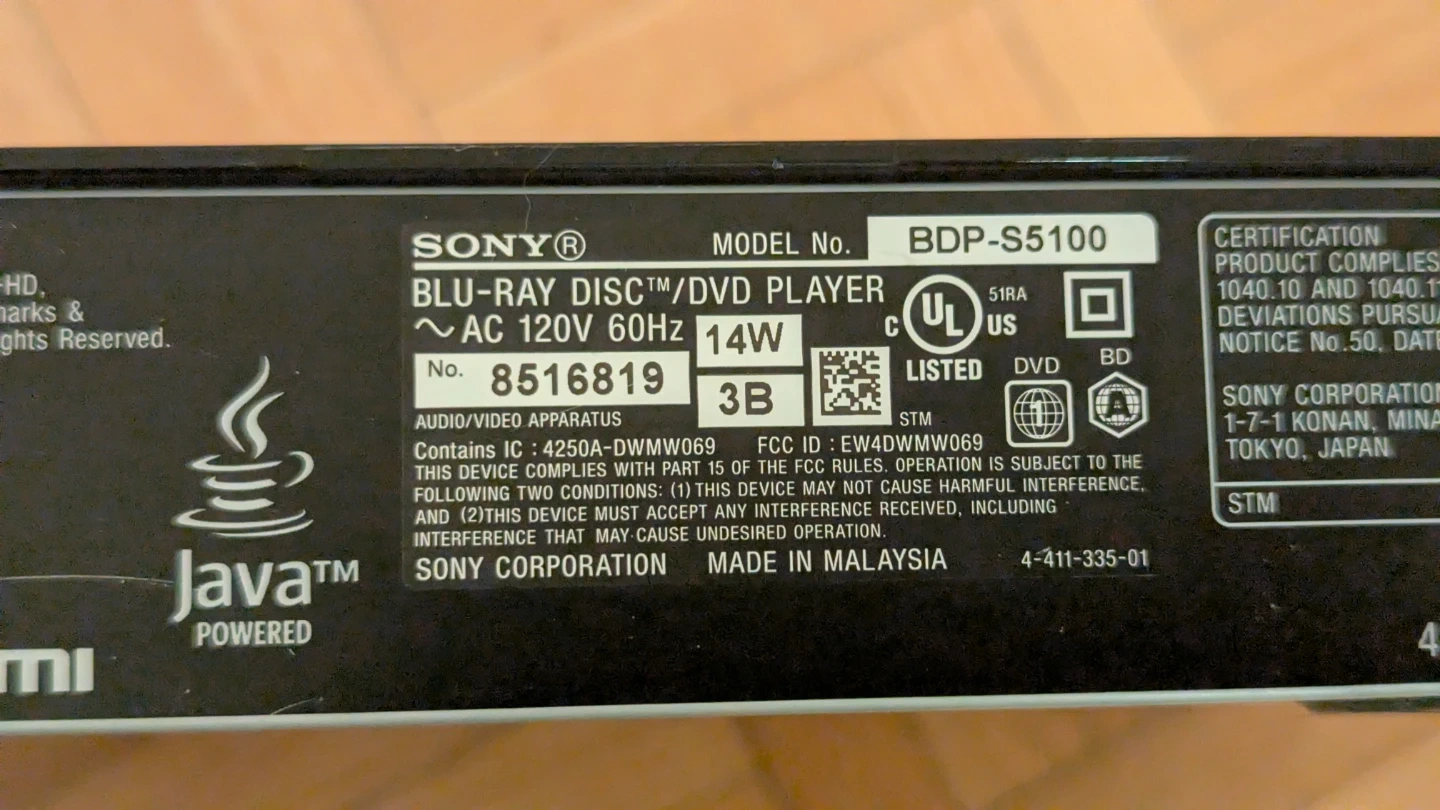 -HD,
arks &
ghts Reserved.
Java™
POWERED
mi
SONY®
MODEL No. BDP-S5100
BLU-RAY DISC™/DVD PLAYER
∼ AC 120V 60Hz 14W
No. 8516819 3B
C UL US 51RA
LISTED
DVD BD
1 A
AUDIO/VIDEO APPARATUS STM
Contains IC : 4250A-DWMW069 FCC ID : EW4DWMW069
THIS DEVICE COMPLIES WITH PART 15 OF THE FCC RULES. OPERATION IS SUBJECT TO THE
FOLLOWING TWO CONDITIONS: (1) THIS DEVICE MAY NOT CAUSE HARMFUL INTERFERENCE,
AND (2)THIS DEVICE MUST ACCEPT ANY INTERFERENCE RECEIVED, INCLUDING
INTERFERENCE THAT MAY CAUSE UNDESIRED OPERATION.
SONY CORPORATION MADE IN MALAYSIA 4-411-335-01
CERTIFICATION
PRODUCT COMPLIES
1040.10 AND 1040.1
DEVIATIONS PURSUA
NOTICE No.50, DATE
SONY CORPORATION
1-7-1 KONAN, MINA
TOKYO, JAPAN
STM
4